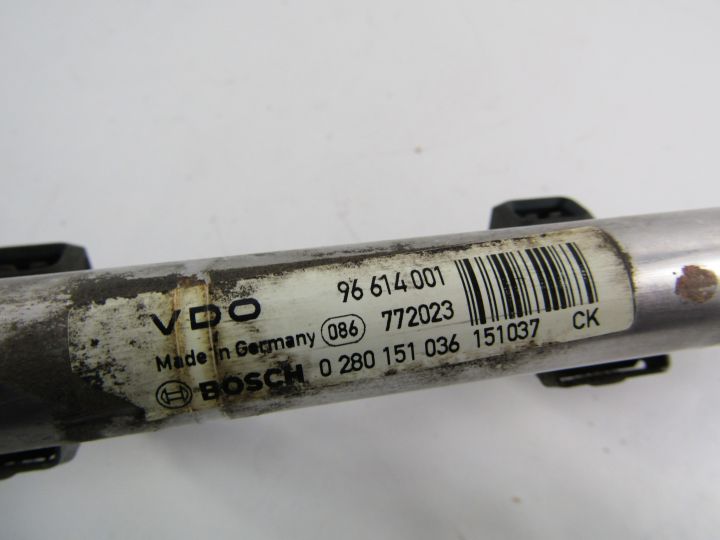 VDO 96 614 001
Made in Germany 086 772023 151037 CK
BOSCH 0 280 151 036